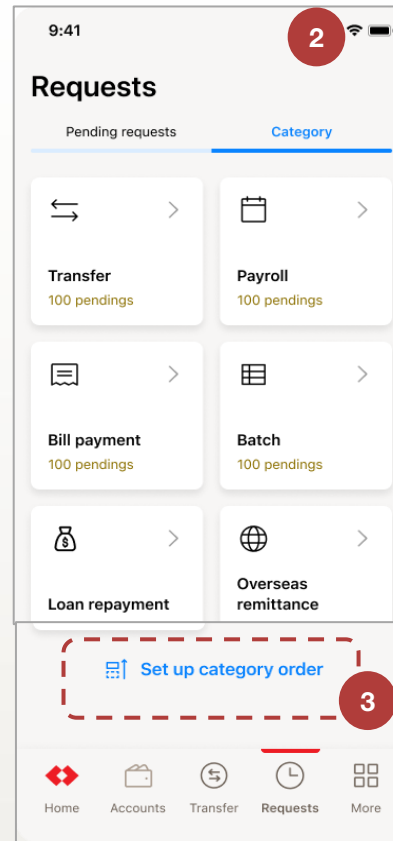 9:41
2
Requests
Pending requests
Category
Transfer
100 pendings
Payroll
100 pendings
Bill payment
100 pendings
Batch
100 pendings
Loan repayment
Overseas
remittance
Set up category order
3
Home
Accounts
Transfer
Requests
More